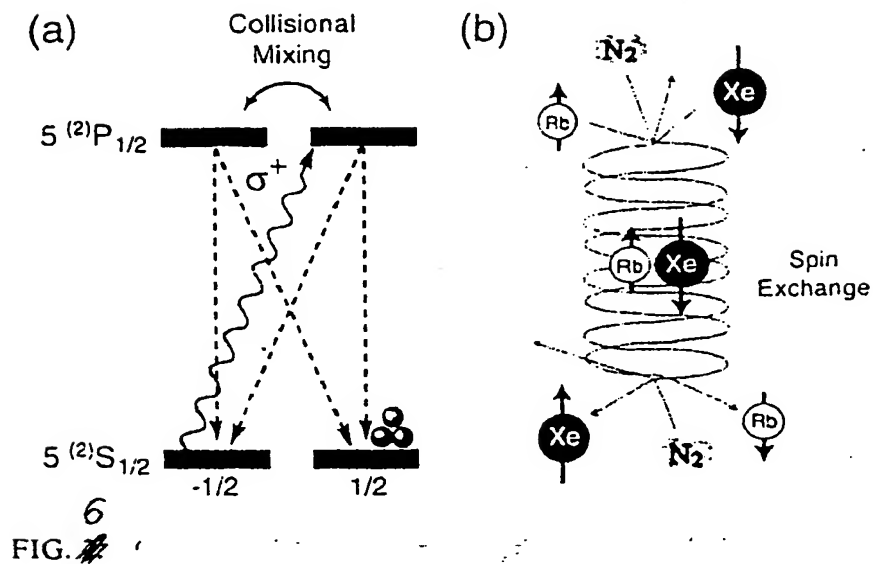 (a)
Collisional
Mixing
5 (2)P1/2
σ+
5 (2)S1/2
-1/2
1/2
(b)
N2
Xe
Rb
Rb
Xe
Spin
Exchange
Xe
Rb
N2
6
FIG.